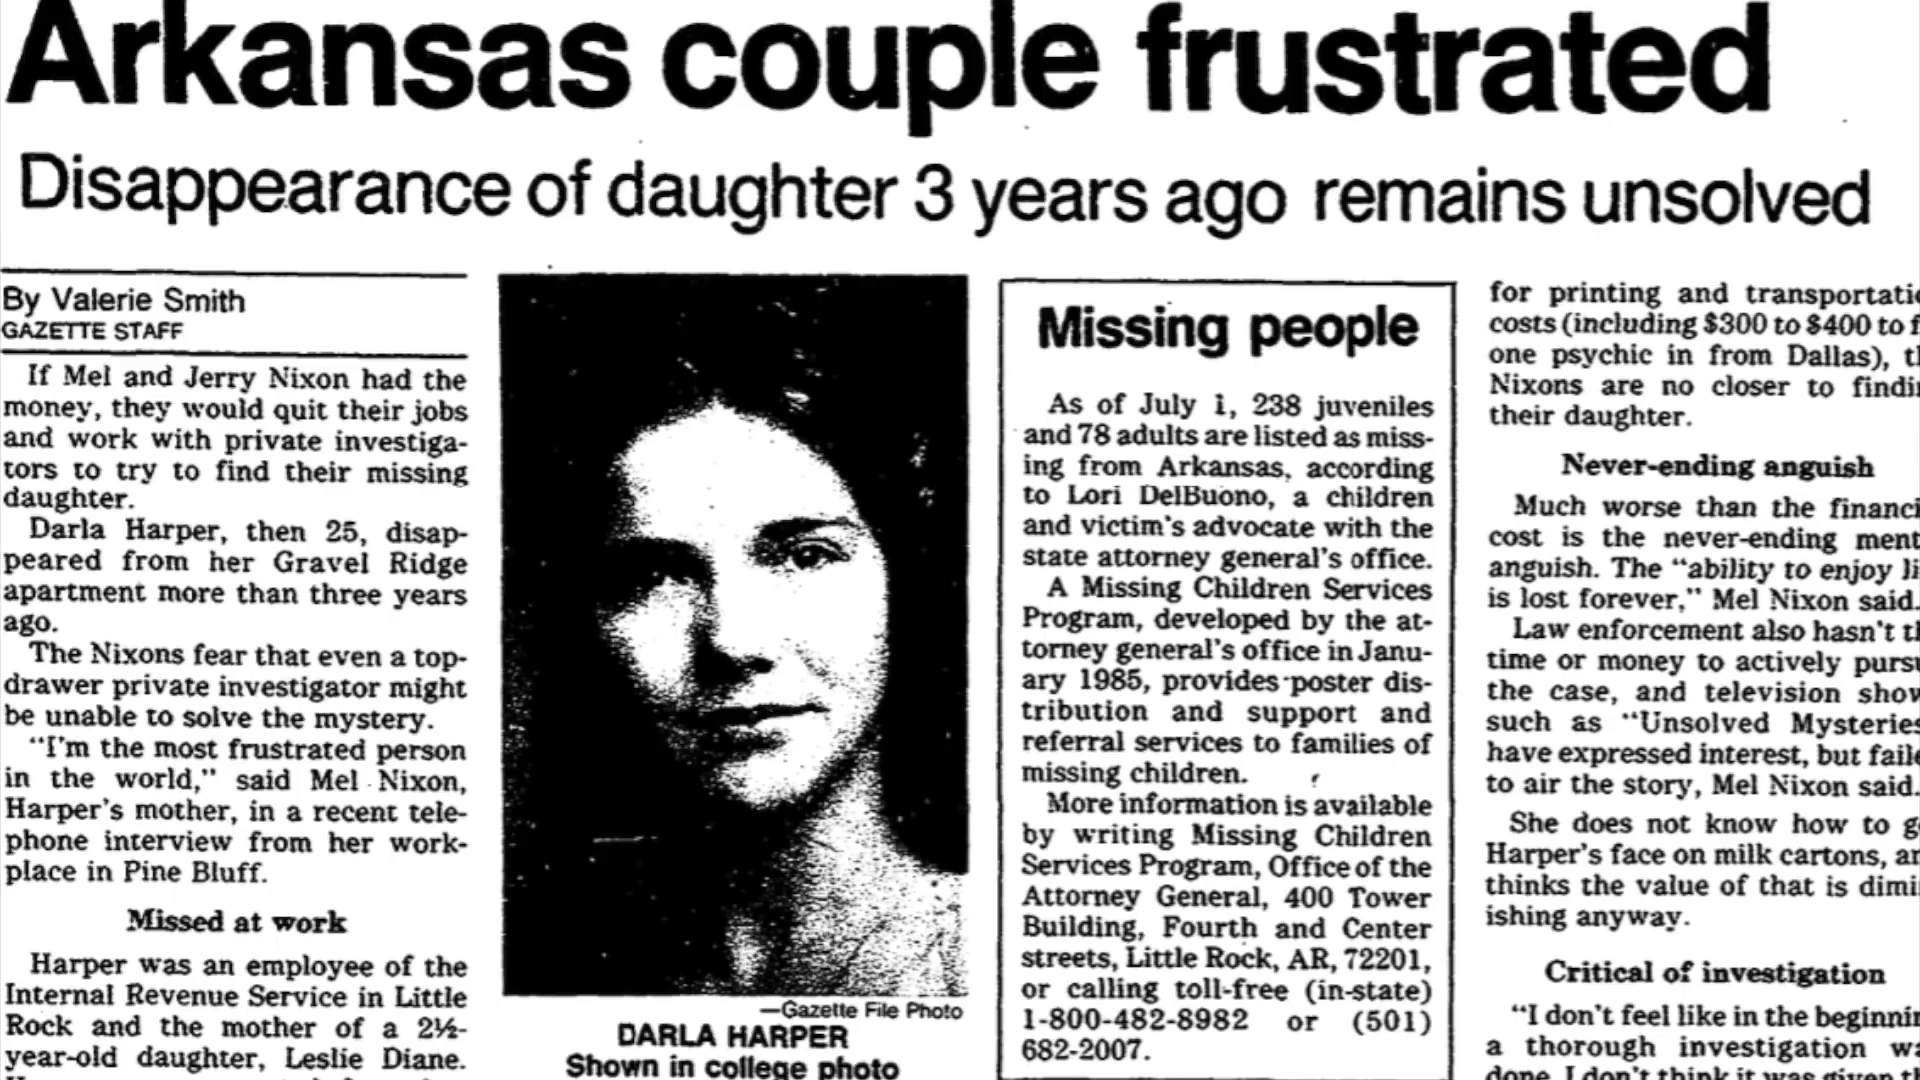 Arkansas couple frustrated
Disappearance of daughter 3 years ago remains unsolved
By Valerie Smith
GAZETTE STAFF
If Mel and Jerry Nixon had the
money, they would quit their jobs
and work with private investiga-
tors to try to find their missing
daughter.
Darla Harper, then 25, disap-
peared from her Gravel Ridge
apartment more than three years
ago.
The Nixons fear that even a top-
drawer private investigator might
be unable to solve the mystery.
"I'm the most frustrated person
in the world," said Mel Nixon,
Harper's mother, in a recent tele-
phone interview from her work-
place in Pine Bluff.
Missed at work
Harper was an employee of the
Internal Revenue Service in Little
Rock and the mother of a 2½-
year-old daughter, Leslie Diane.
—Gazette File Photo
DARLA HARPER
Shown in college photo
Missing people
As of July 1, 238 juveniles
and 78 adults are listed as miss-
ing from Arkansas, according
to Lori DelBuono, a children
and victim's advocate with the
state attorney general's office.
A Missing Children Services
Program, developed by the at-
torney general's office in Janu-
ary 1985, provides poster dis-
tribution and support and
referral services to families of
missing children.
More information is available
by writing Missing Children
Services Program, Office of the
Attorney General, 400 Tower
Building, Fourth and Center
streets, Little Rock, AR, 72201,
or calling toll-free (in-state)
1-800-482-8982 or (501)
682-2007.
for printing and transportatio
costs (including $300 to $400 to f
one psychic in from Dallas), t
Nixons are no closer to findi
their daughter.
Never-ending anguish
Much worse than the financi
cost is the never-ending ment
anguish. The "ability to enjoy li
is lost forever," Mel Nixon said.
Law enforcement also hasn't t
time or money to actively pursu
the case, and television show
such as "Unsolved Mysteries
have expressed interest, but faile
to air the story, Mel Nixon said.
She does not know how to g
Harper's face on milk cartons, an
thinks the value of that is dimi
ishing anyway.
Critical of investigation
"I don't feel like in the beginnin
a thorough investigation wa
done. I don't think it was given th